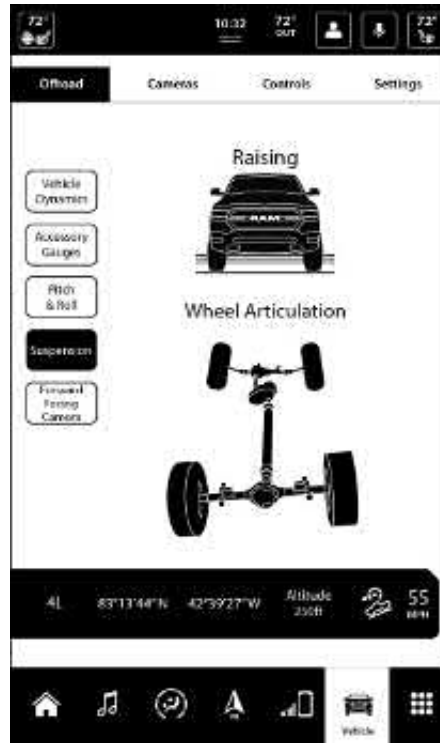 72°
10:32
72°
OUT
72°
Offroad
Cameras
Controls
Settings
Raising
Vehicle
Dynamics
RAM
Accessory
Gauges
Pitch
& Roll
Wheel Articulation
Suspension
Forward
Facing
Camera
4L
83°13'44"N
42°39'27"W
Altitude
250ft
55
MPH
Vehicle